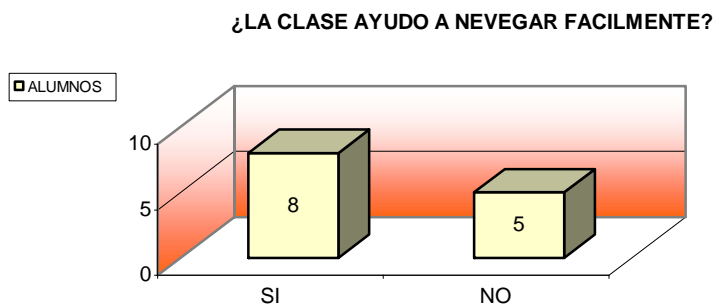 ¿LA CLASE AYUDO A NEVEGAR FACILMENTE?
ALUMNOS
10
5
0
8
5
SI
NO